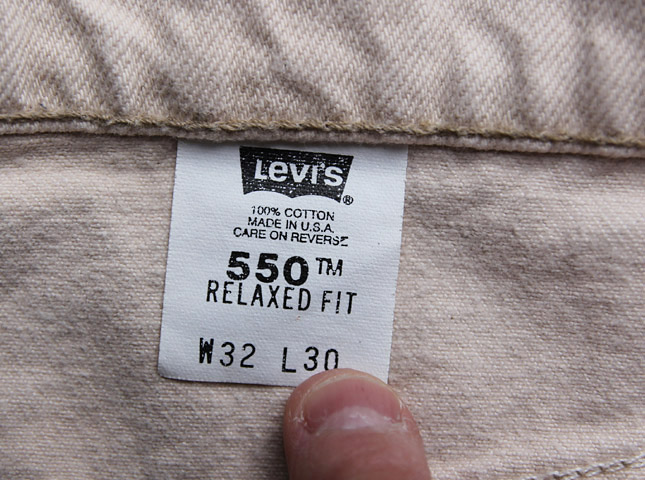 Levi's®
100% COTTON
MADE IN U.S.A.
CARE ON REVERSE
550™
RELAXED FIT
W32 L30